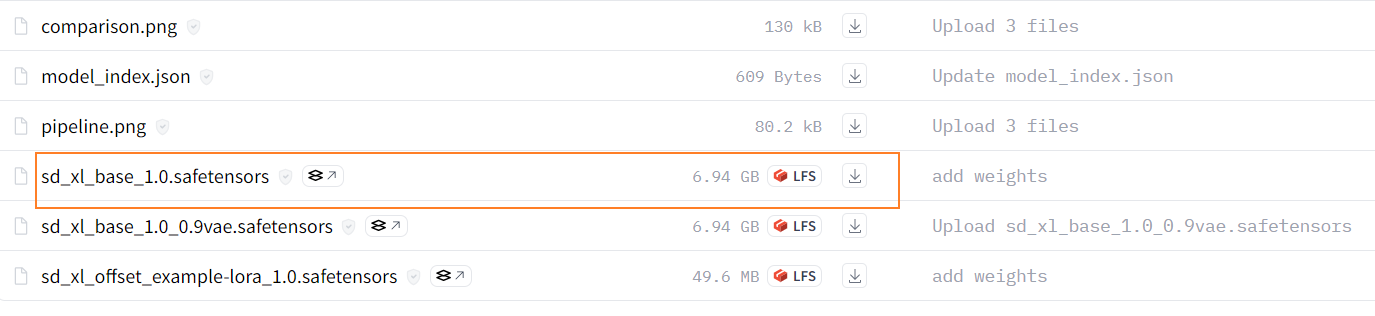 comparison.png 130 kB Upload 3 files
model_index.json 609 Bytes Update model_index.json
pipeline.png 80.2 kB Upload 3 files
sd_xl_base_1.0.safetensors 6.94 GB LFS add weights
sd_xl_base_1.0_0.9vae.safetensors 6.94 GB LFS Upload sd_xl_base_1.0_0.9vae.safetensors
sd_xl_offset_example-lora_1.0.safetensors 49.6 MB LFS add weights